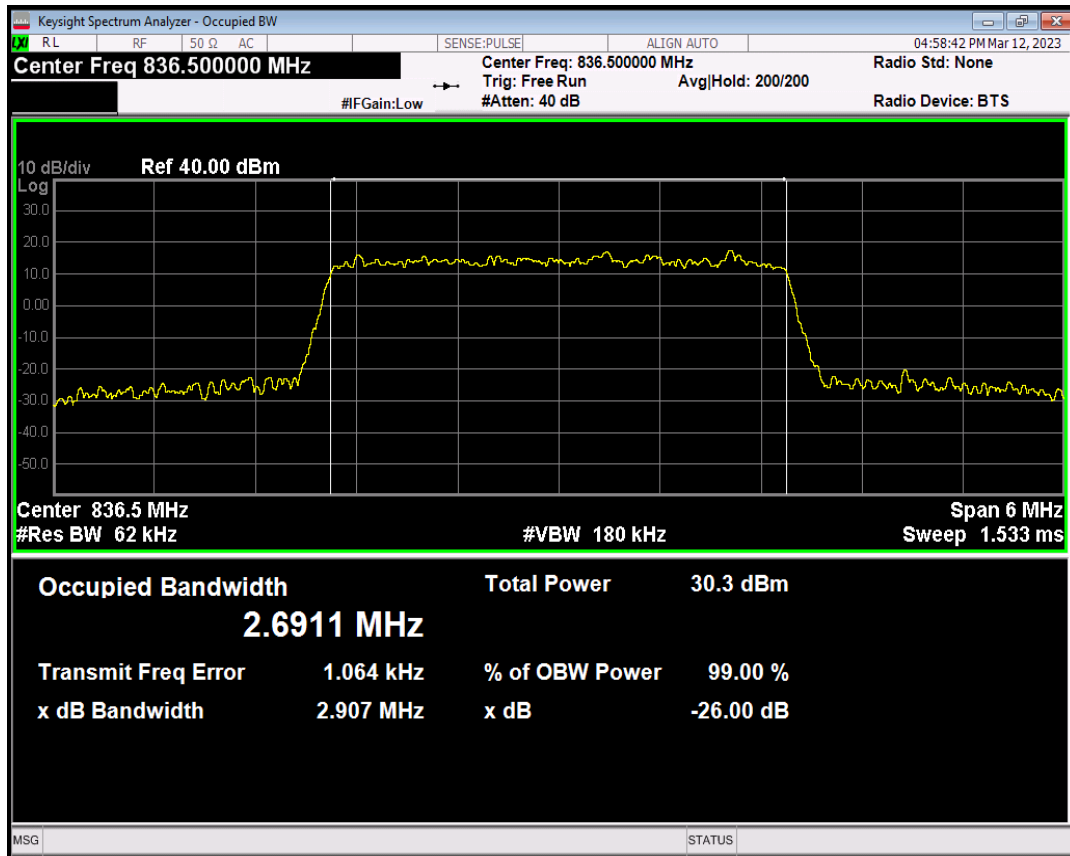 Keysight Spectrum Analyzer - Occupied BW
LXI RL RF 50 Ω AC SENSE:PULSE ALIGN AUTO 04:58:42 PM Mar 12, 2023
Center Freq 836.500000 MHz
Center Freq: 836.500000 MHz
Radio Std: None
Trig: Free Run
Avg|Hold: 200/200
#IFGain:Low
#Atten: 40 dB
Radio Device: BTS
10 dB/div Ref 40.00 dBm
Log
30.0
20.0
10.0
0.00
-10.0
-20.0
-30.0
-40.0
-50.0
Center 836.5 MHz Span 6 MHz
#Res BW 62 kHz #VBW 180 kHz Sweep 1.533 ms
Occupied Bandwidth Total Power 30.3 dBm
2.6911 MHz
Transmit Freq Error 1.064 kHz % of OBW Power 99.00 %
x dB Bandwidth 2.907 MHz x dB -26.00 dB
MSG STATUS